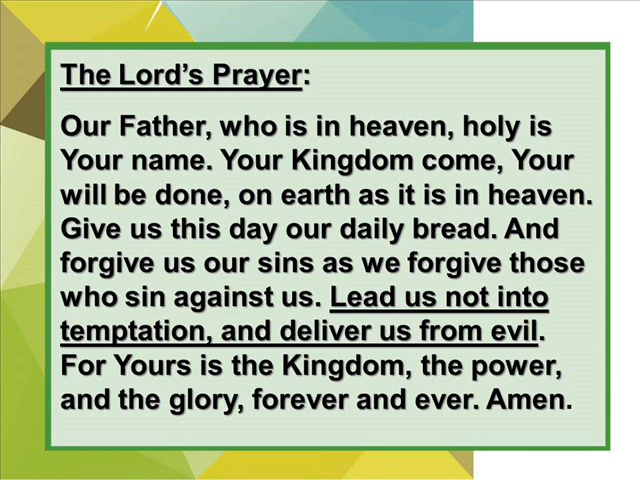 The Lord’s Prayer:
Our Father, who is in heaven, holy is
Your name. Your Kingdom come, Your
will be done, on earth as it is in heaven.
Give us this day our daily bread. And
forgive us our sins as we forgive those
who sin against us. Lead us not into
temptation, and deliver us from evil.
For Yours is the Kingdom, the power,
and the glory, forever and ever. Amen.